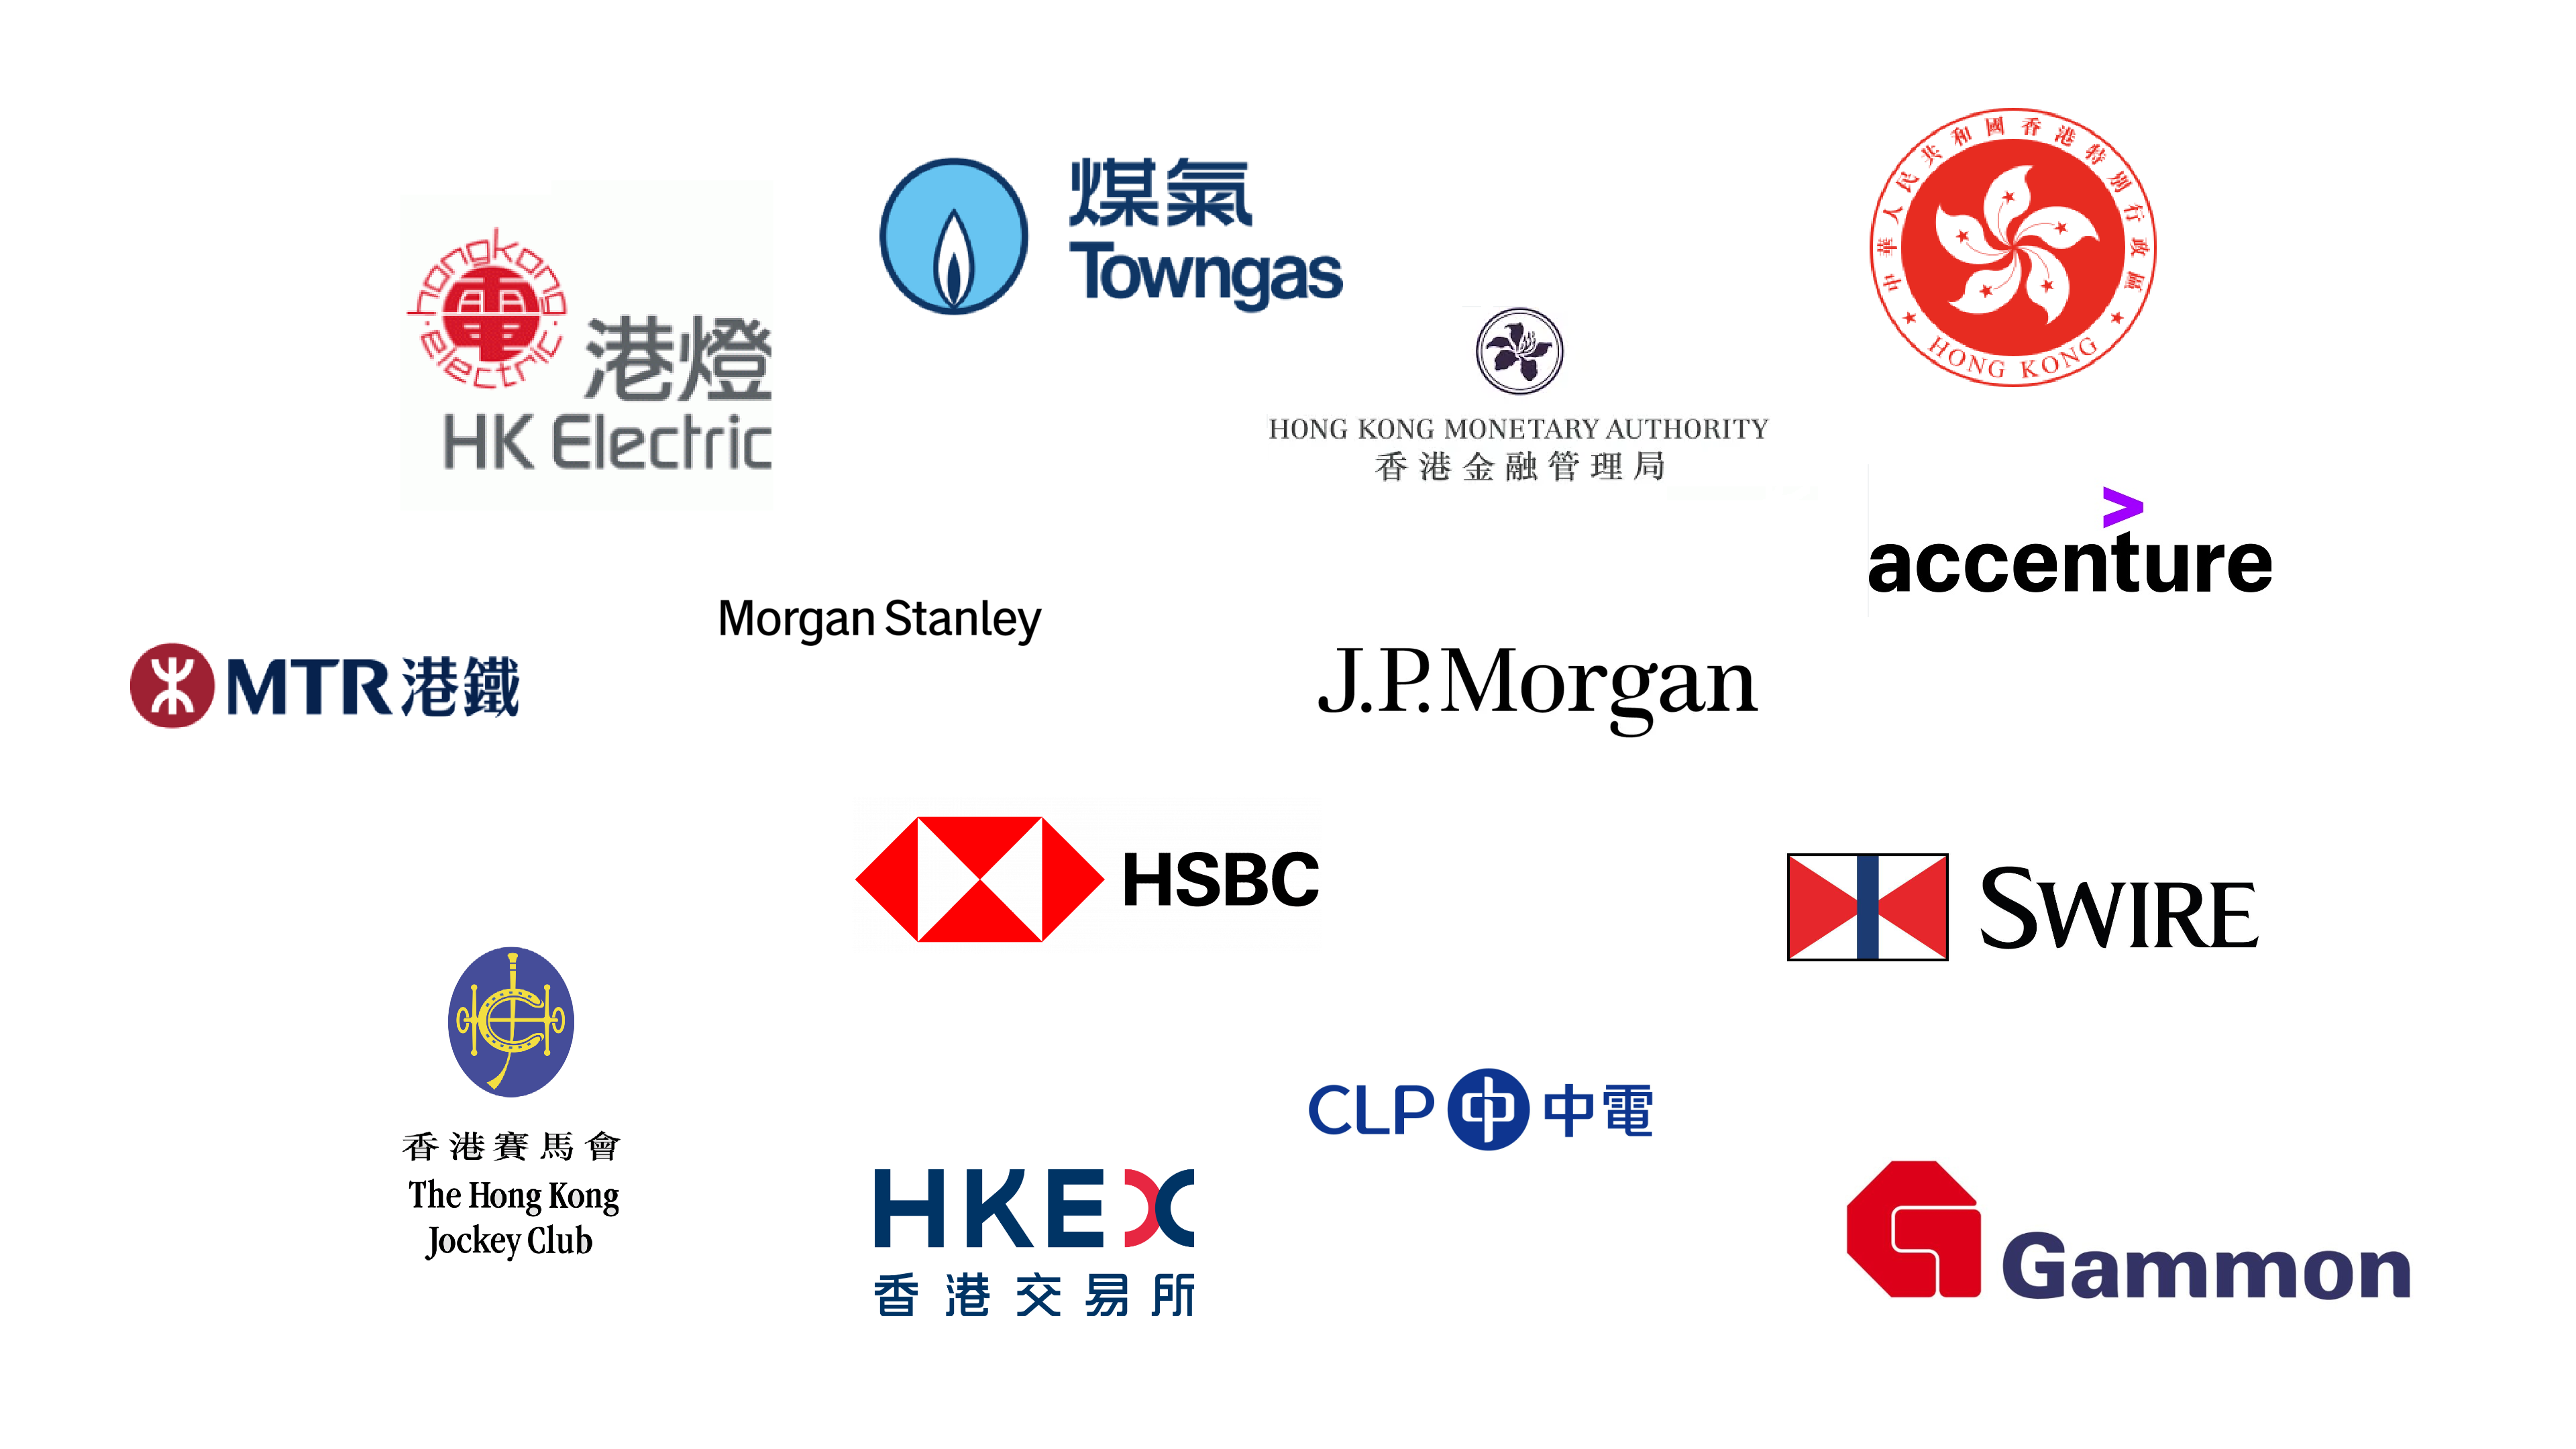 中華人民共和國香港特別行政區
HONG KONG
煤氣
Towngas
hongkong
電
electric
港燈
HK Electric
HONG KONG MONETARY AUTHORITY
香港金融管理局
>
accenture
Morgan Stanley
MTR 港鐵
J.P.Morgan
HSBC
SWIRE
香港賽馬會
The Hong Kong
Jockey Club
CLP 中電
HKEX
香港交易所
Gammon